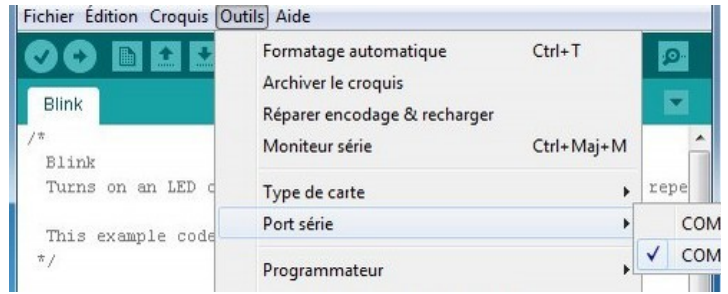 Fichier Édition Croquis Outils Aide
Formatage automatique Ctrl+T
Archiver le croquis
Réparer encodage & recharger
Moniteur série Ctrl+Maj+M
Type de carte
Port série
Programmateur
COM
COM
Blink
/*
Blink
Turns on an LED repe
This example code
*/